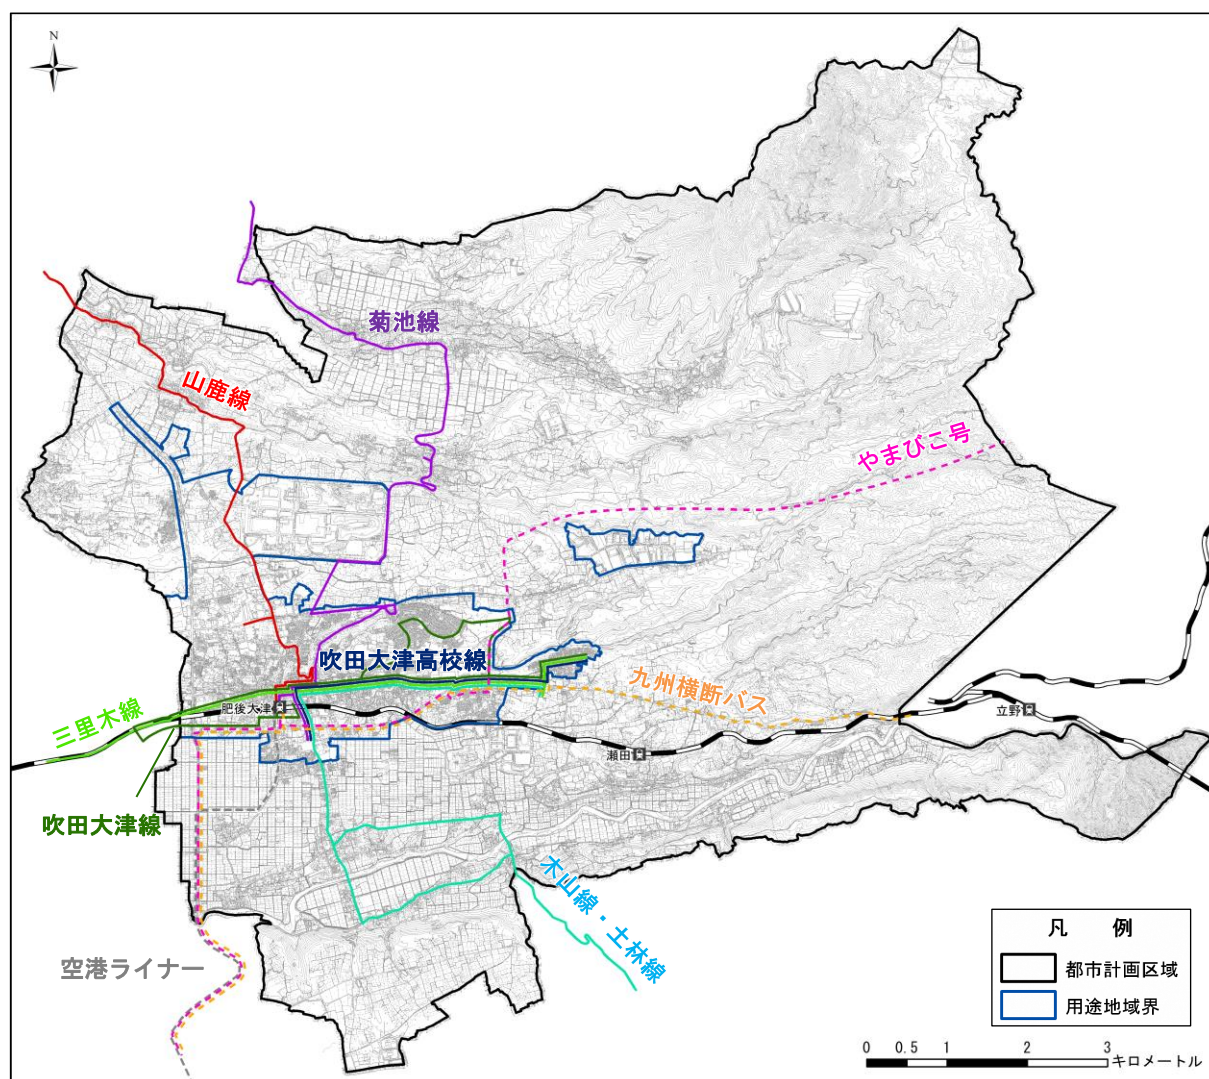 N
菊池線
山鹿線
やまびこ号
吹田大津高校線
九州横断バス
三里木線
肥後大津
立野
瀬田
吹田大津線
木山線・土林線
空港ライナー
凡 例
都市計画区域
用途地域界
0 0.5 1 2 3
キロメートル